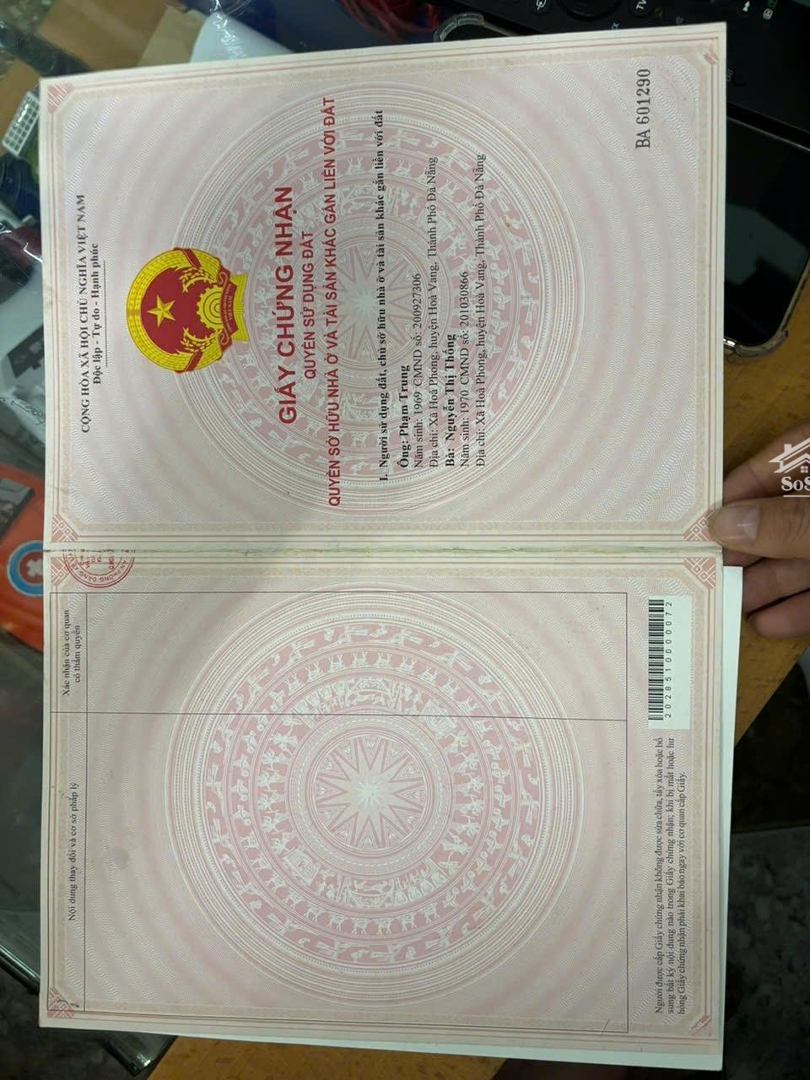 CỘNG HÒA XÃ HỘI CHỦ NGHĨA VIỆT NAM
Độc lập - Tự do - Hạnh phúc
GIẤY CHỨNG NHẬN
QUYỀN SỬ DỤNG ĐẤT
QUYỀN SỞ HỮU NHÀ Ở VÀ TÀI SẢN KHÁC GẮN LIỀN VỚI ĐẤT
I. Người sử dụng đất, chủ sở hữu nhà ở và tài sản khác gắn liền với đất
Ông: Phạm Trung
Năm sinh: 1969 CMND số: 200927306
Địa chỉ: Xã Hoà Phong, huyện Hoà Vang, Thành Phố Đà Nẵng
Bà: Nguyễn Thị Thống
Năm sinh: 1970 CMND số: 201030866
Địa chỉ: Xã Hoà Phong, huyện Hoà Vang, Thành Phố Đà Nẵng
BA 601290
Nội dung thay đổi và cơ sở pháp lý
Xác nhận của cơ quan
có thẩm quyền
Người được cấp Giấy chứng nhận không được sửa chữa, tẩy xóa hoặc bổ
sung bất kỳ nội dung nào trong Giấy chứng nhận; khi bị mất hoặc hư
hỏng Giấy chứng nhận phải khai báo ngay với cơ quan cấp Giấy.
2028510000072
SoS